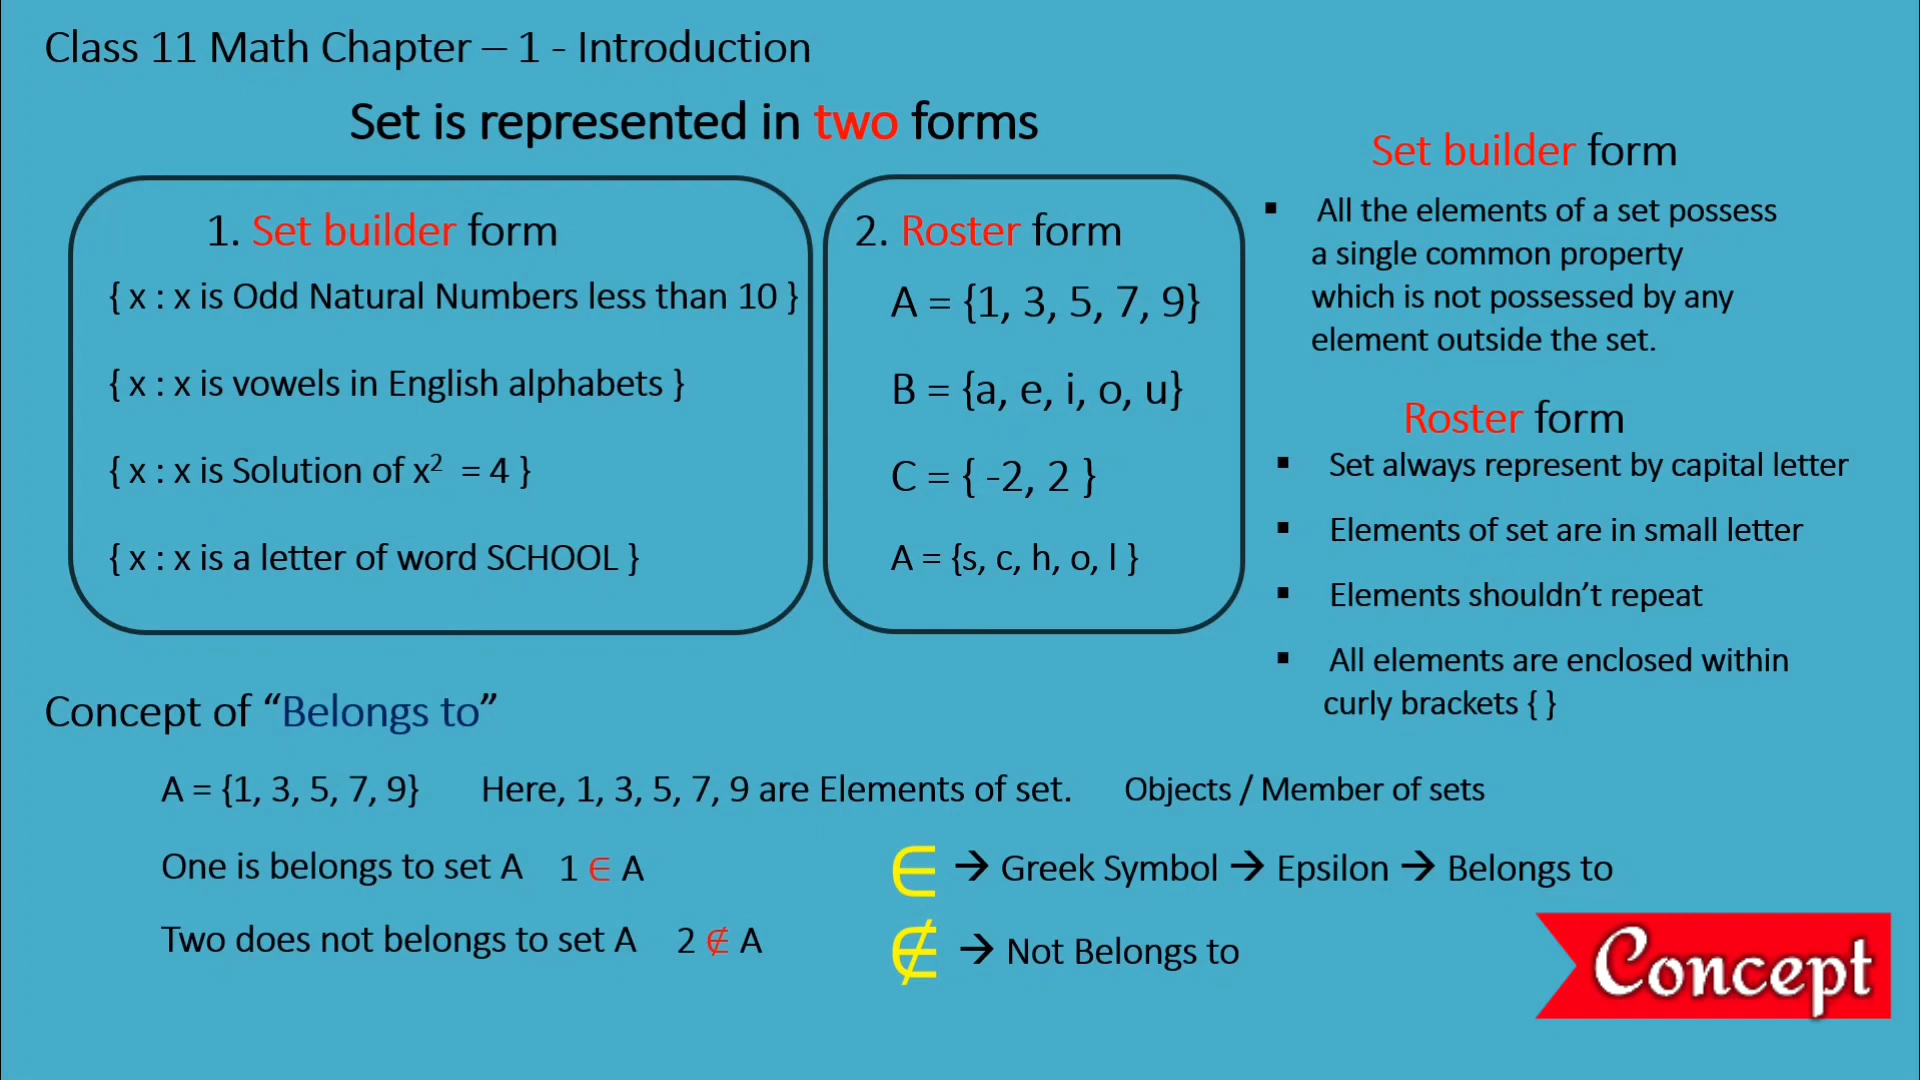 Class 11 Math Chapter – 1 - Introduction
Set is represented in two forms
1. Set builder form
{ x : x is Odd Natural Numbers less than 10 }
{ x : x is vowels in English alphabets }
{ x : x is Solution of x² = 4 }
{ x : x is a letter of word SCHOOL }
2. Roster form
A = {1, 3, 5, 7, 9}
B = {a, e, i, o, u}
C = { -2, 2 }
A = {s, c, h, o, l }
Set builder form
▪ All the elements of a set possess
a single common property
which is not possessed by any
element outside the set.
Roster form
▪ Set always represent by capital letter
▪ Elements of set are in small letter
▪ Elements shouldn’t repeat
▪ All elements are enclosed within
curly brackets { }
Concept of “Belongs to”
A = {1, 3, 5, 7, 9} Here, 1, 3, 5, 7, 9 are Elements of set. Objects / Member of sets
One is belongs to set A 1 ∈ A
∈ → Greek Symbol → Epsilon → Belongs to
Two does not belongs to set A 2 ∉ A
∉ → Not Belongs to
Concept